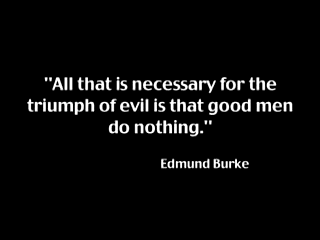 "All that is necessary for the
triumph of evil is that good men
do nothing."
Edmund Burke